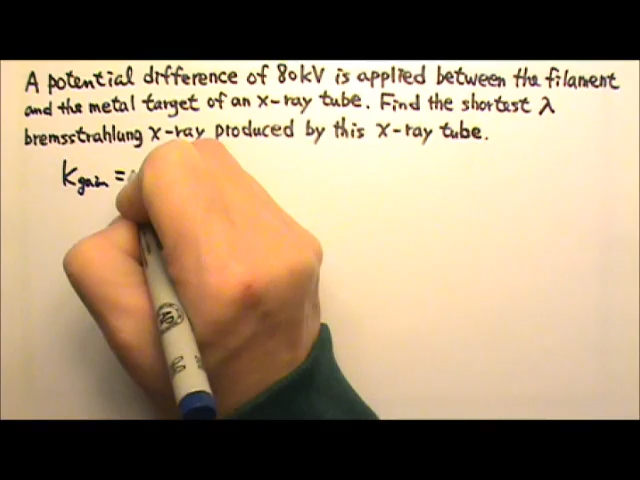 A potential difference of 80kV is applied between the filament
and the metal target of an x-ray tube. Find the shortest λ
bremsstrahlung x-ray produced by this x-ray tube.
Kgain =